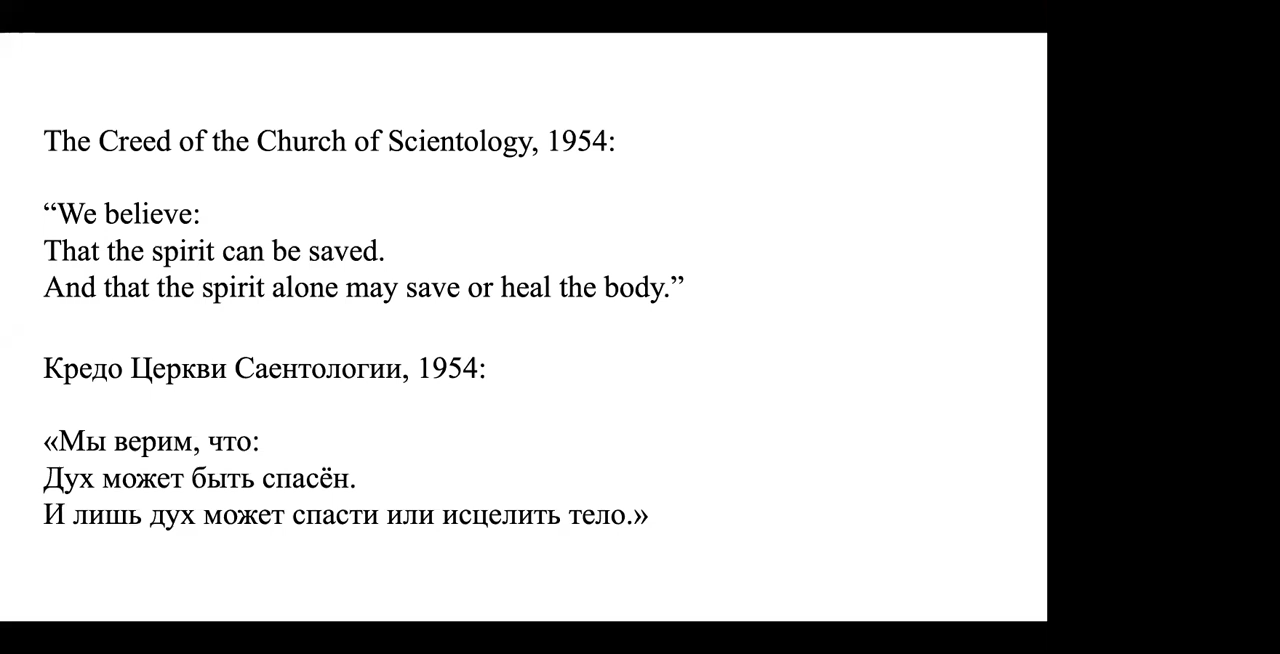 The Creed of the Church of Scientology, 1954:
“We believe:
That the spirit can be saved.
And that the spirit alone may save or heal the body.”
Кредо Церкви Саентологии, 1954:
«Мы верим, что:
Дух может быть спасён.
И лишь дух может спасти или исцелить тело.»